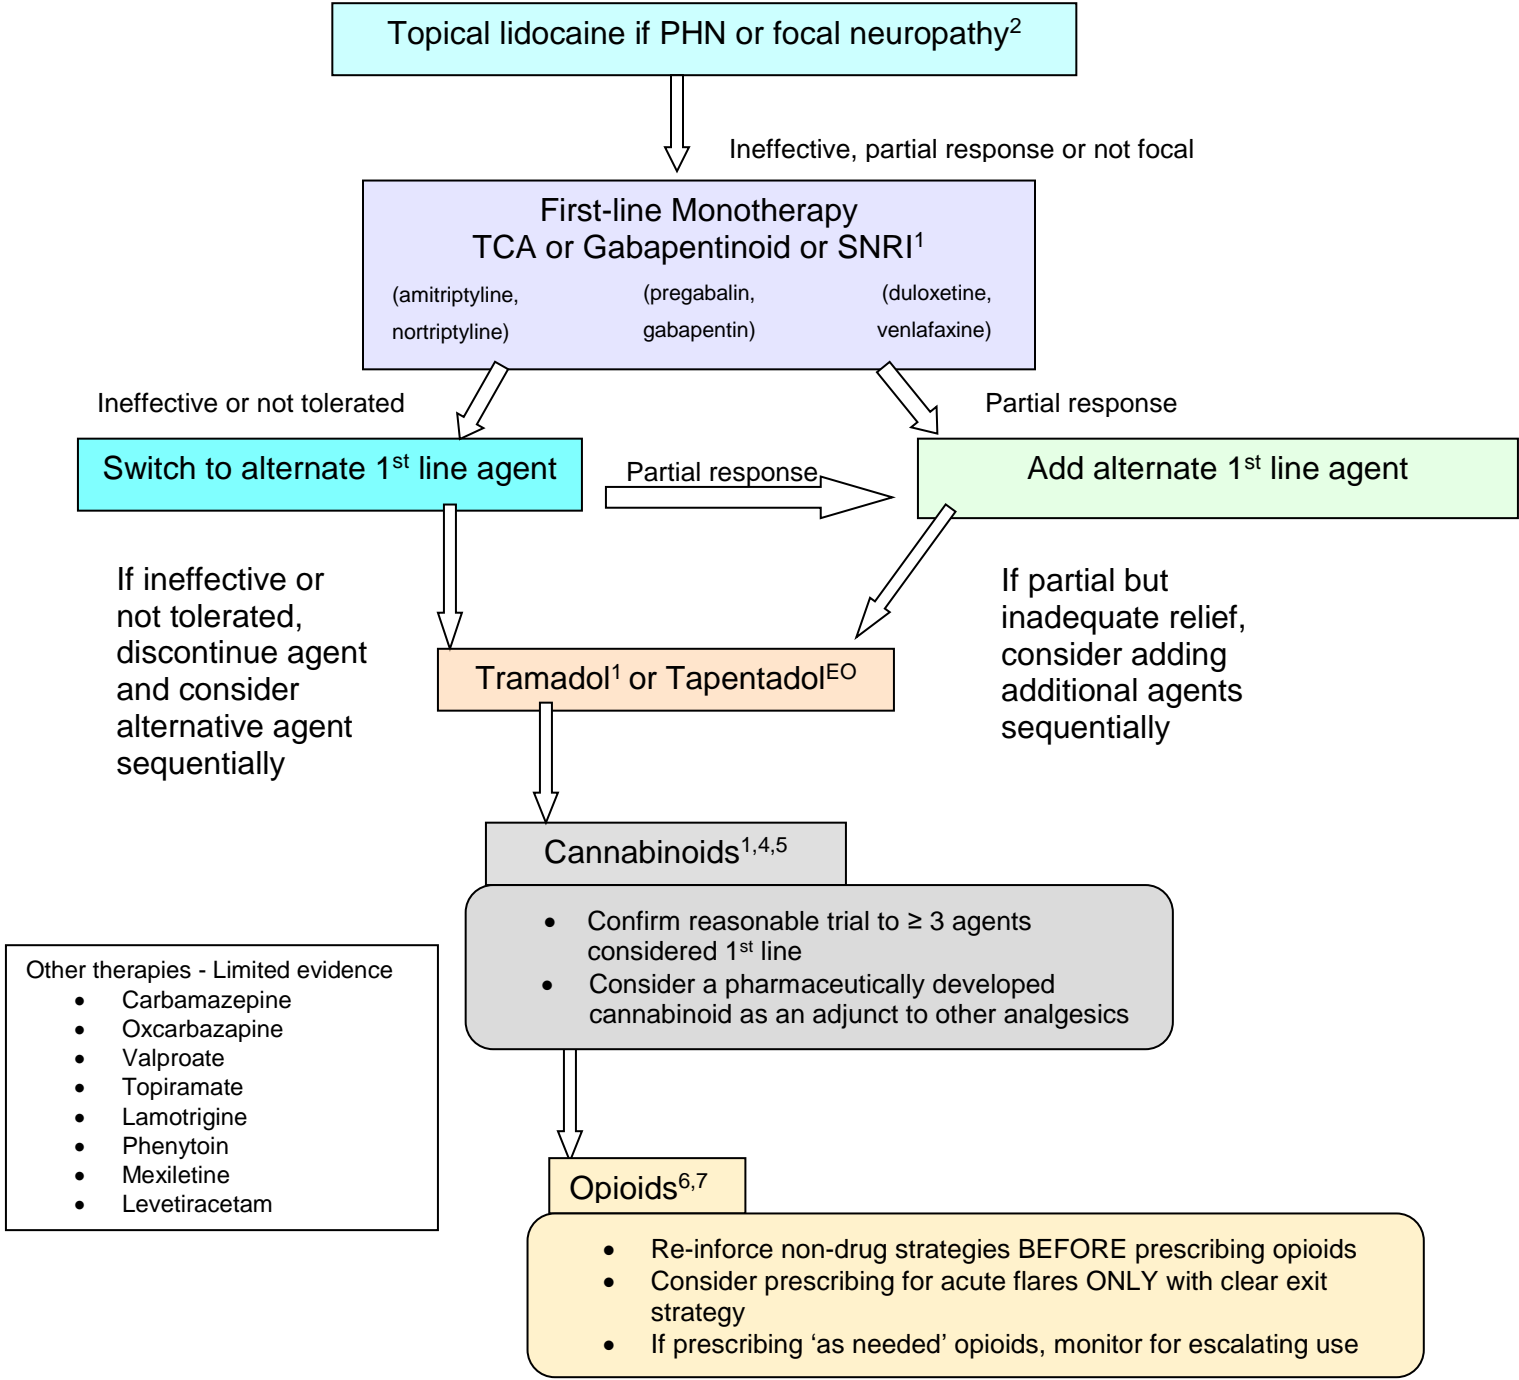 Topical lidocaine if PHN or focal neuropathy²
Ineffective, partial response or not focal
First-line Monotherapy
TCA or Gabapentinoid or SNRI¹
(amitriptyline,
nortriptyline)
(pregabalin,
gabapentin)
(duloxetine,
venlafaxine)
Ineffective or not tolerated
Partial response
Switch to alternate 1st line agent
Partial response
Add alternate 1st line agent
If ineffective or
not tolerated,
discontinue agent
and consider
alternative agent
sequentially
If partial but
inadequate relief,
consider adding
additional agents
sequentially
Tramadol¹ or TapentadolEO
Cannabinoids1,4,5
• Confirm reasonable trial to ≥ 3 agents
considered 1st line
• Consider a pharmaceutically developed
cannabinoid as an adjunct to other analgesics
Other therapies - Limited evidence
• Carbamazepine
• Oxcarbazapine
• Valproate
• Topiramate
• Lamotrigine
• Phenytoin
• Mexiletine
• Levetiracetam
Opioids6,7
• Re-inforce non-drug strategies BEFORE prescribing opioids
• Consider prescribing for acute flares ONLY with clear exit
strategy
• If prescribing ‘as needed’ opioids, monitor for escalating use